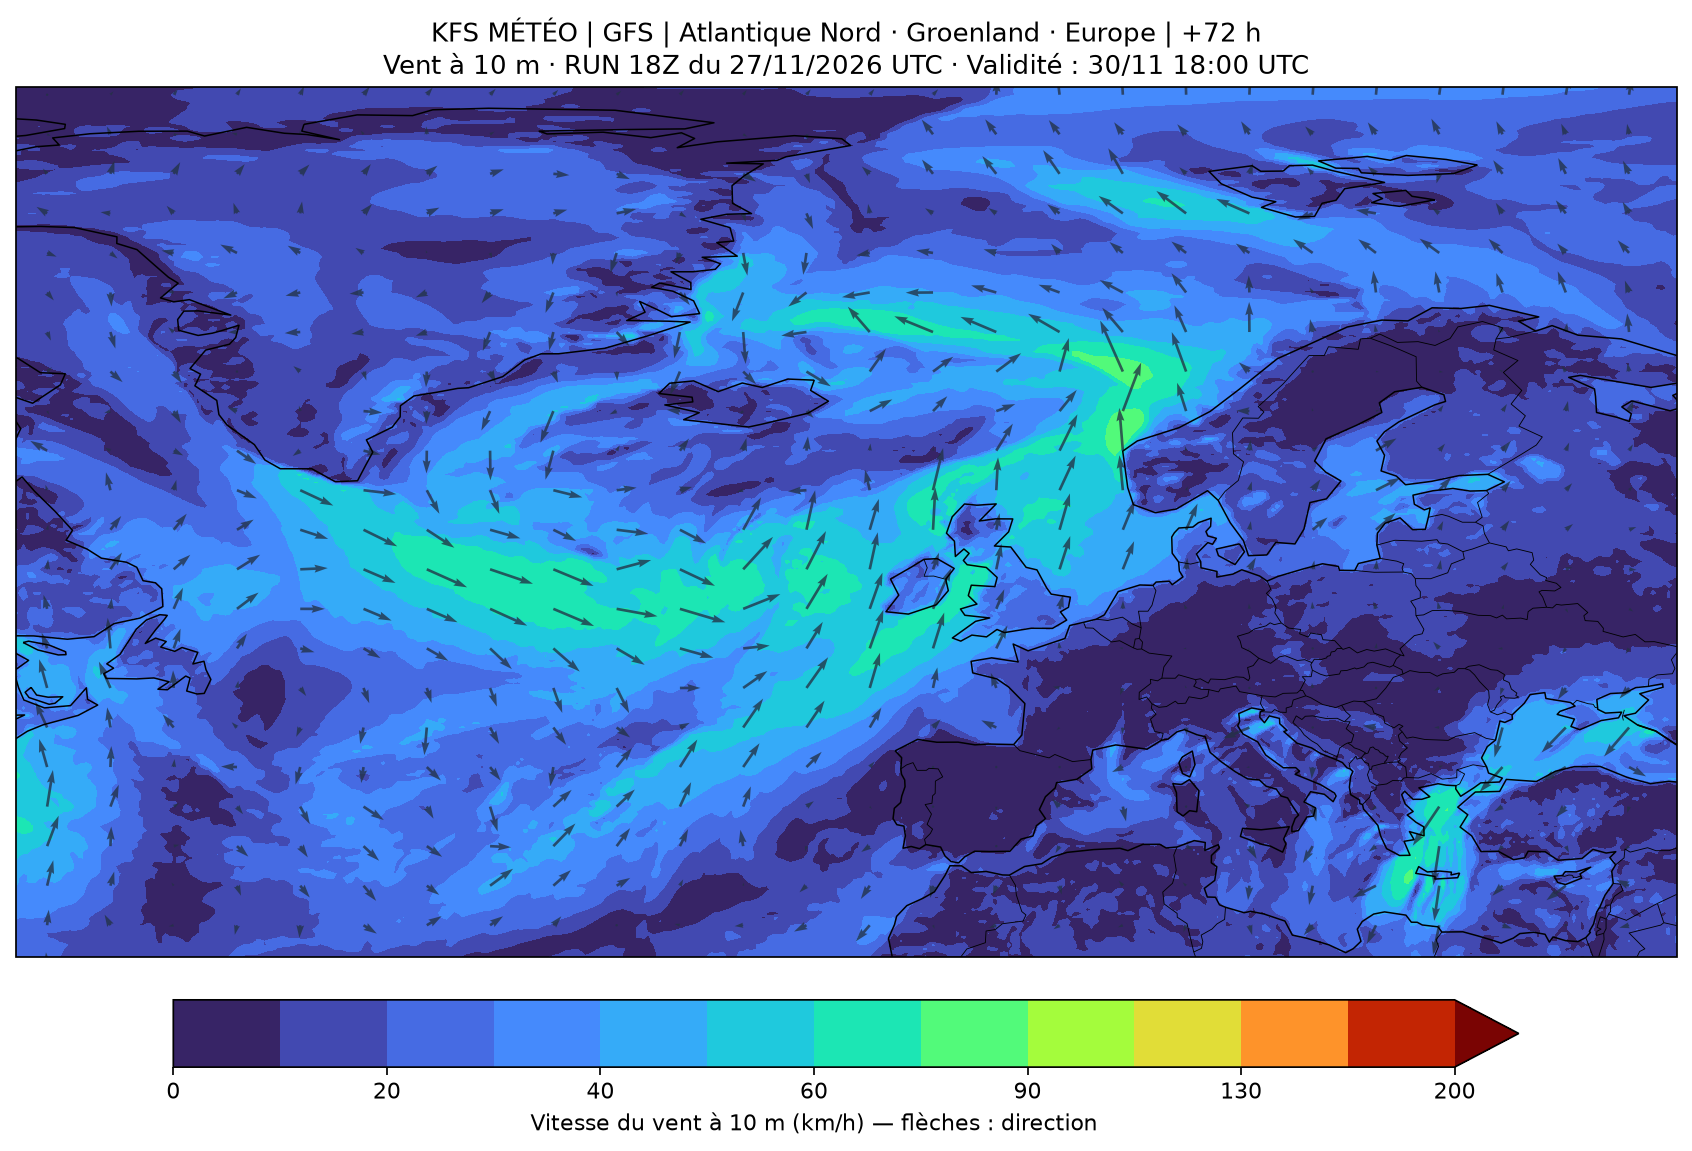 KFS MÉTÉO | GFS | Atlantique Nord · Groenland · Europe | +72 h
Vent à 10 m · RUN 18Z du 27/11/2026 UTC · Validité : 30/11 18:00 UTC
0 20 40 60 90 130 200
Vitesse du vent à 10 m (km/h) — flèches : direction